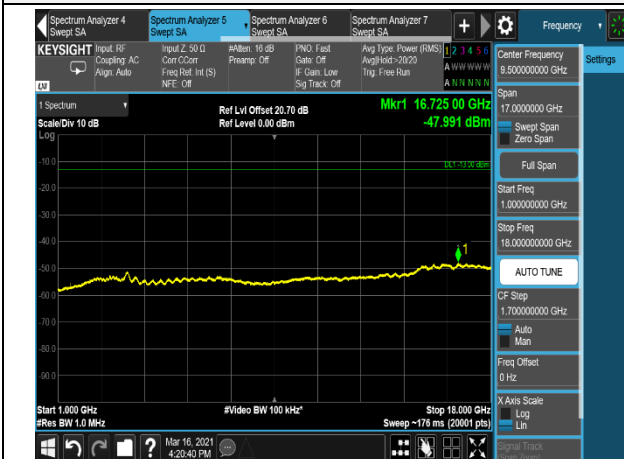 Spectrum Analyzer 4
Swept SA
Spectrum Analyzer 5
Swept SA
Spectrum Analyzer 6
Swept SA
Spectrum Analyzer 7
Swept SA
+
Frequency
KEYSIGHT
Input: RF
Coupling: AC
Align: Auto
Input Z: 50 Ω
Corr CCorr
Freq Ref: Int (S)
NFE: Off
#Atten: 16 dB
Preamp: Off
PNO: Fast
Gate: Off
IF Gain: Low
Sig Track: Off
Avg Type: Power (RMS)
Avg|Hold:>20/20
Trig: Free Run
1 2 3 4 5 6
A W W W W W
A N N N N N
LXI
1 Spectrum
Scale/Div 10 dB
Log
Ref Lvl Offset 20.70 dB
Ref Level 0.00 dBm
Mkr1 16.725 00 GHz
-47.991 dBm
DL1 -13.00 dBm
-10.0
-20.0
-30.0
-40.0
-50.0
-60.0
-70.0
-80.0
-90.0
1
Start 1.000 GHz
#Res BW 1.0 MHz
#Video BW 100 kHz*
Stop 18.000 GHz
Sweep ~176 ms (20001 pts)
Mar 16, 2021
4:20:40 PM
?
Center Frequency
9.500000000 GHz
Span
17.0000000 GHz
Swept Span
Zero Span
Full Span
Start Freq
1.000000000 GHz
Stop Freq
18.000000000 GHz
AUTO TUNE
CF Step
1.700000000 GHz
Auto
Man
Freq Offset
0 Hz
X Axis Scale
Log
Lin
Signal Track
(Span Zoom)
Settings